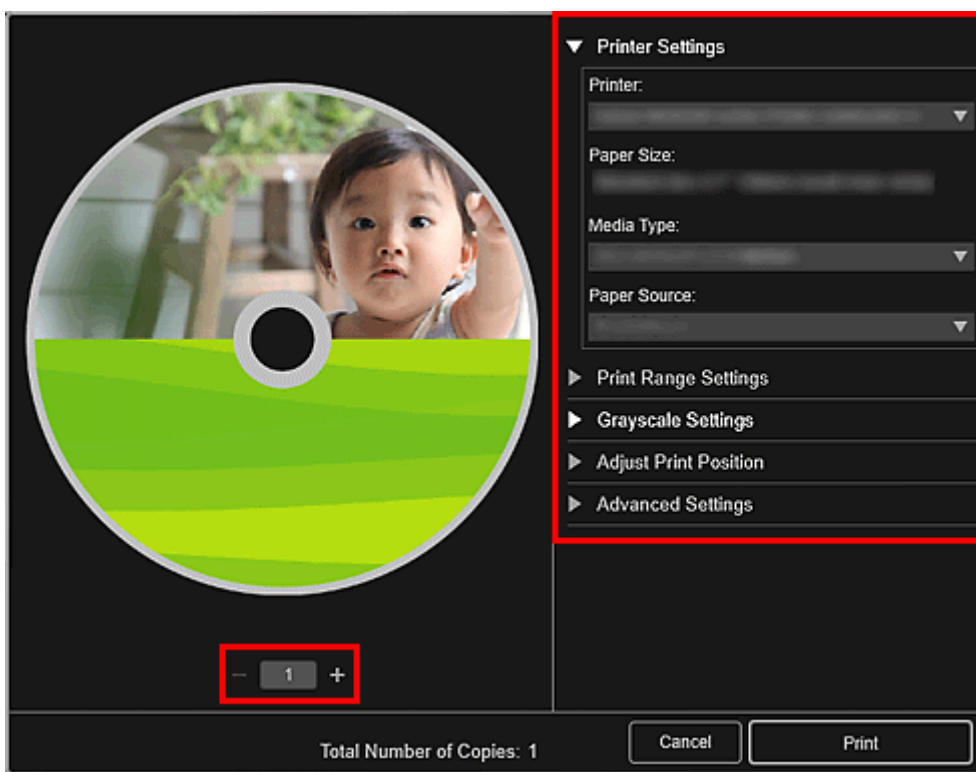 Printer Settings
Printer:
Paper Size:
Media Type:
Paper Source:
Print Range Settings
Grayscale Settings
Adjust Print Position
Advanced Settings
1
Total Number of Copies: 1
Cancel
Print